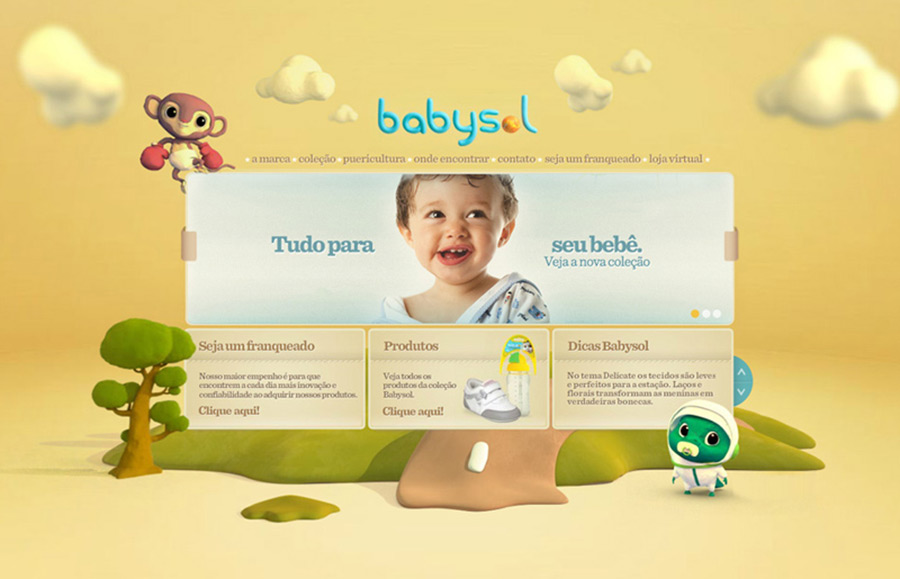 babysol
a marca • coleção • puericultura • onde encontrar • contato • seja um franqueado • loja virtual
Tudo para
seu bebê.
Veja a nova coleção
Seja um franqueado
Nosso maior empenho é para que
encontrem a cada dia mais inovação e
confiabilidade ao adquirir nossos produtos.
Clique aqui!
Produtos
Veja todos os
produtos da coleção
Babysol.
Clique aqui!
Dicas Babysol
No tema Delicate os tecidos são leves
e perfeitos para a estação. Laços e
florais transformam as meninas em
verdadeiras bonecas.